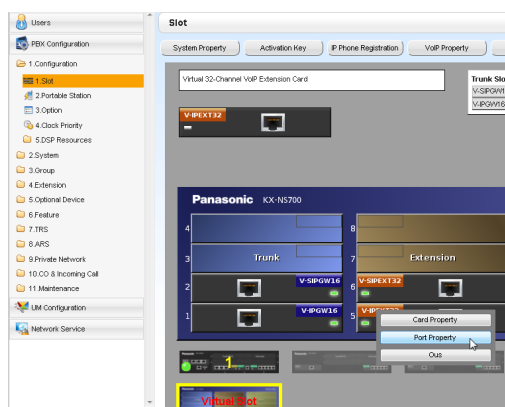 Users
PBX Configuration
1.Configuration
1.Slot
2.Portable Station
3.Option
4.Clock Priority
5.DSP Resources
2.System
3.Group
4.Extension
5.Optional Device
6.Feature
7.TRS
8.ARS
9.Private Network
10.CO & Incoming Call
11.Maintenance
UM Configuration
Network Service
Slot
System Property
Activation Key
IP Phone Registration
VoIP Property
Virtual 32-Channel VoIP Extension Card
Trunk Slo
V-SIPGW1
V-IPGW16
V-IPEXT32
Panasonic KX-NS700
4
8
3
Trunk
7
Extension
2
V-SIPGW16
6
V-SIPEXT32
1
V-IPGW16
5
Card Property
Port Property
Ous
1
Virtual Slot